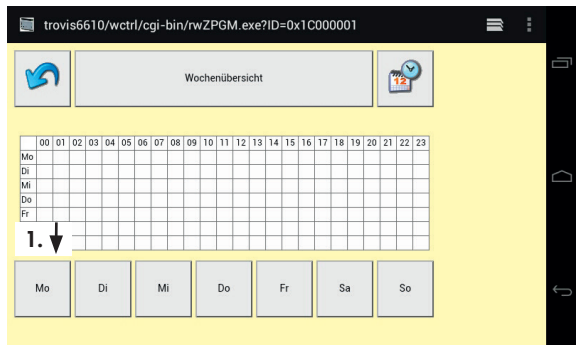 trovis6610/wctrl/cgi-bin/rwZPGM.exe?ID=0x1C000001
Wochenübersicht
12
00 01 02 03 04 05 06 07 08 09 10 11 12 13 14 15 16 17 18 19 20 21 22 23
Mo
Di
Mi
Do
Fr
1.
Mo Di Mi Do Fr Sa So